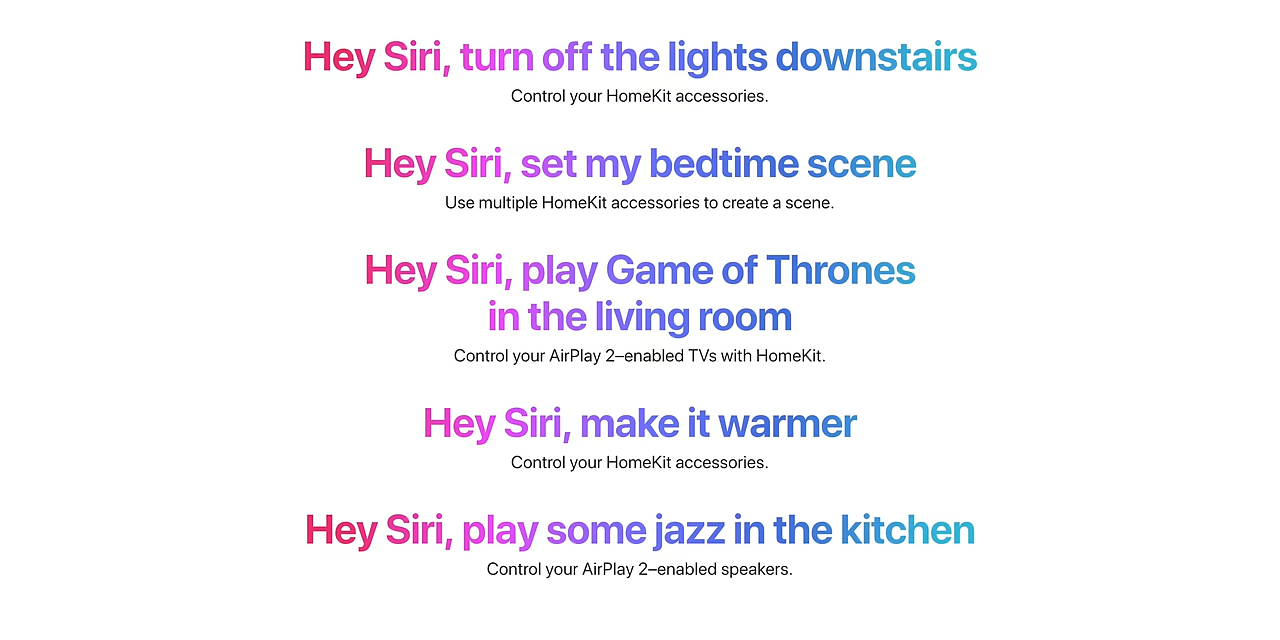 Hey Siri, turn off the lights downstairs
Control your HomeKit accessories.
Hey Siri, set my bedtime scene
Use multiple HomeKit accessories to create a scene.
Hey Siri, play Game of Thrones
in the living room
Control your AirPlay 2–enabled TVs with HomeKit.
Hey Siri, make it warmer
Control your HomeKit accessories.
Hey Siri, play some jazz in the kitchen
Control your AirPlay 2–enabled speakers.